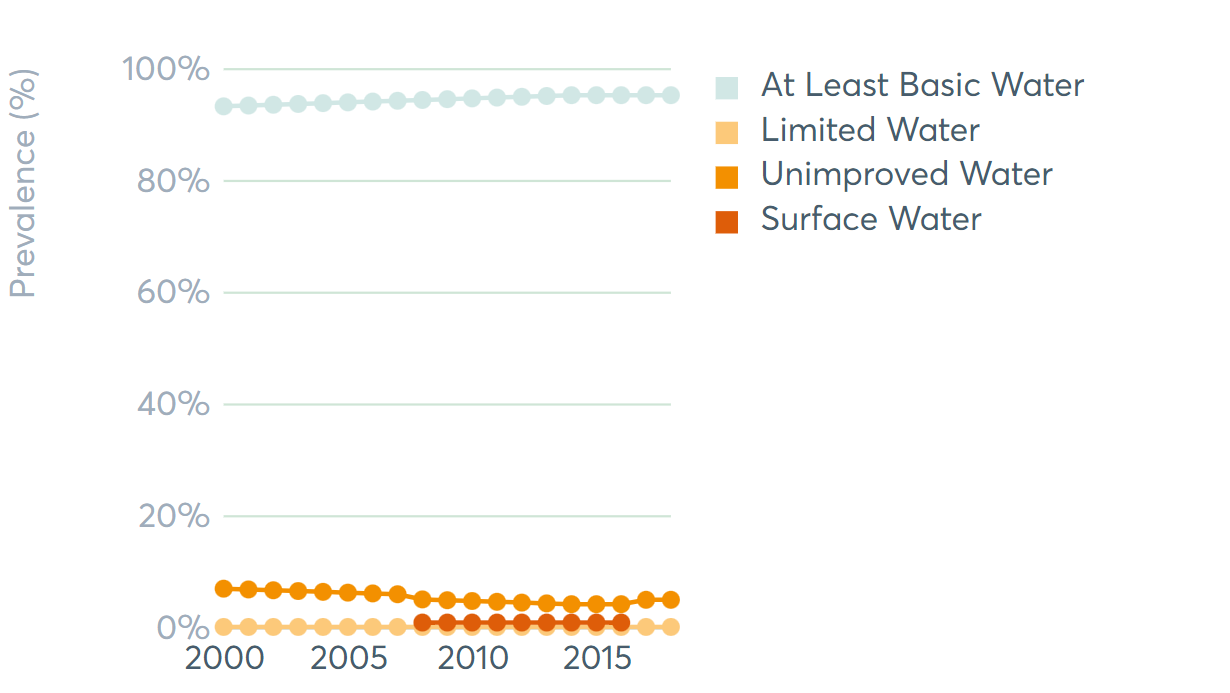 Prevalence (%)
100%
80%
60%
40%
20%
0%
2000 2005 2010 2015
At Least Basic Water
Limited Water
Unimproved Water
Surface Water